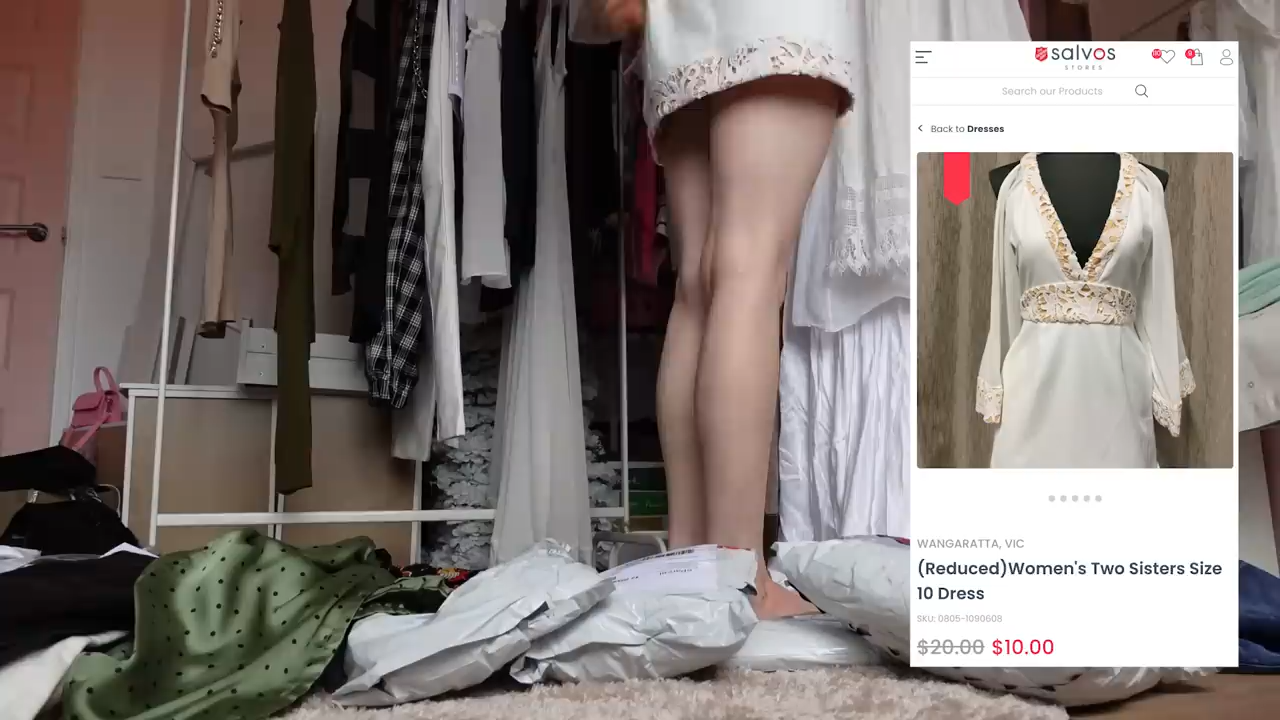 salvos
STORES
Search our Products
Back to Dresses
WANGARATTA, VIC
(Reduced)Women's Two Sisters Size
10 Dress
SKU: 0805-1090608
$20.00 $10.00
eParcel